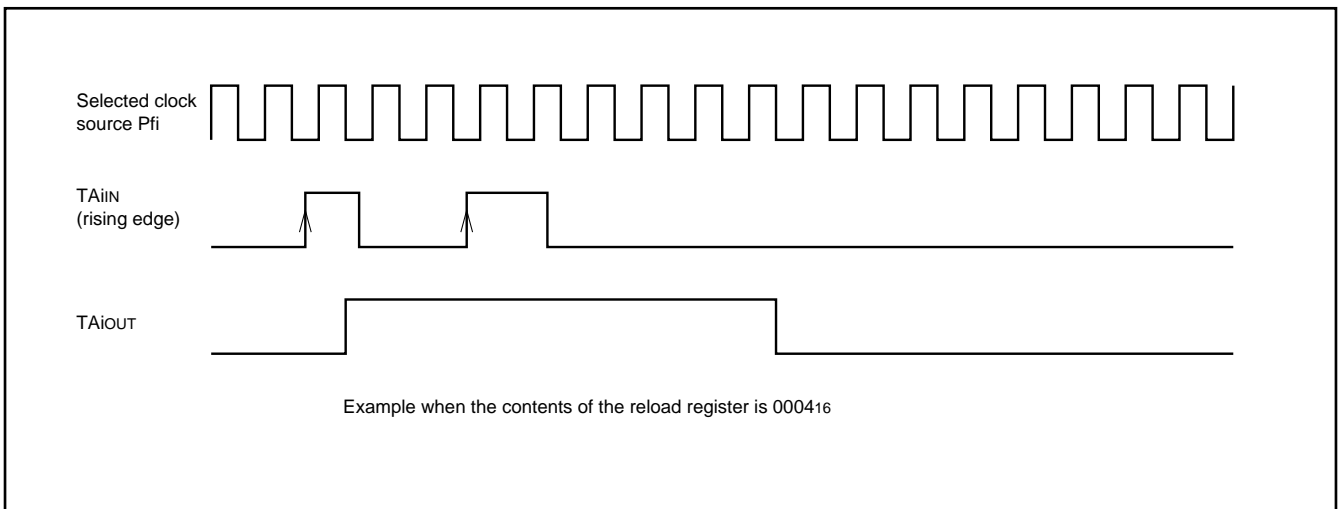 Selected clock
source Pfi
TAiIN
(rising edge)
TAiOUT
Example when the contents of the reload register is 000416